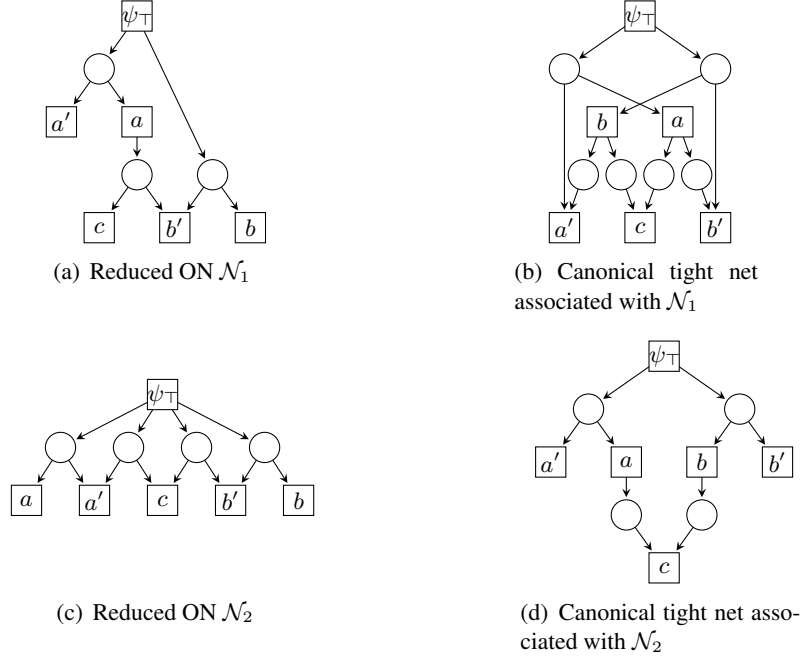 ψ⊤
a′ a
c b′ b
(a) Reduced ON 𝒩₁
ψ⊤
b a
a′ c b′
(b) Canonical tight net
associated with 𝒩₁
ψ⊤
a a′ c b′ b
(c) Reduced ON 𝒩₂
ψ⊤
a′ a b b′
c
(d) Canonical tight net asso-
ciated with 𝒩₂